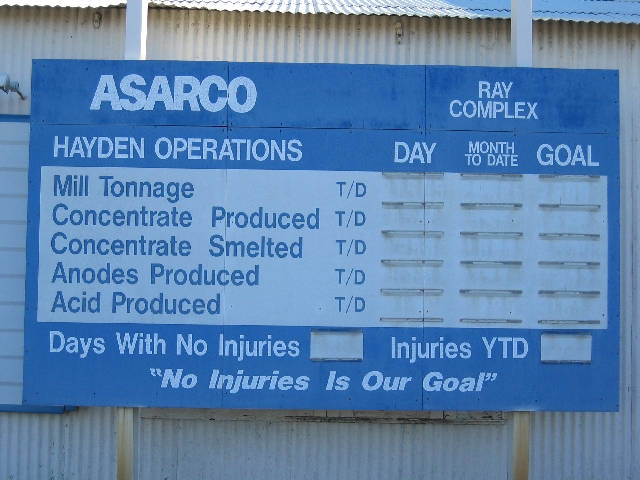 ASARCO
RAY
COMPLEX
HAYDEN OPERATIONS DAY MONTH TO DATE GOAL
Mill Tonnage T/D
Concentrate Produced T/D
Concentrate Smelted T/D
Anodes Produced T/D
Acid Produced T/D
Days With No Injuries Injuries YTD
"No Injuries Is Our Goal"